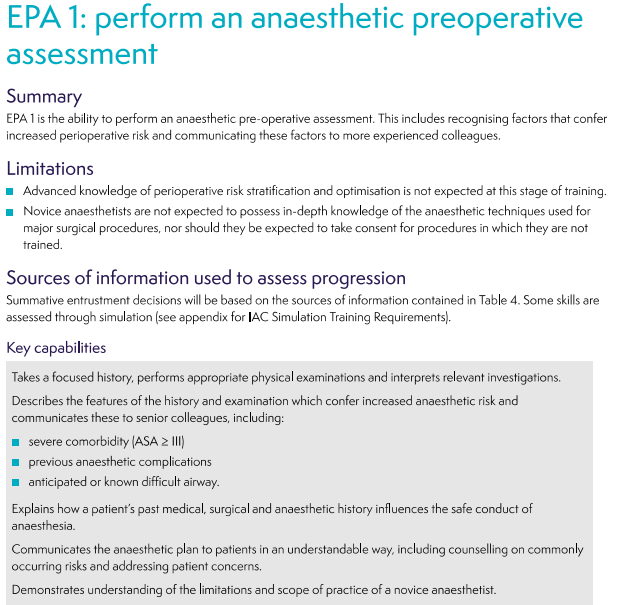 EPA 1: perform an anaesthetic preoperative
assessment
Summary
EPA 1 is the ability to perform an anaesthetic pre-operative assessment. This includes recognising factors that confer
increased perioperative risk and communicating these factors to more experienced colleagues.
Limitations
Advanced knowledge of perioperative risk stratification and optimisation is not expected at this stage of training.
Novice anaesthetists are not expected to possess in-depth knowledge of the anaesthetic techniques used for
major surgical procedures, nor should they be expected to take consent for procedures in which they are not
trained.
Sources of information used to assess progression
Summative entrustment decisions will be based on the sources of information contained in Table 4. Some skills are
assessed through simulation (see appendix for IAC Simulation Training Requirements).
Key capabilities
Takes a focused history, performs appropriate physical examinations and interprets relevant investigations.
Describes the features of the history and examination which confer increased anaesthetic risk and
communicates these to senior colleagues, including:
severe comorbidity (ASA ≥ III)
previous anaesthetic complications
anticipated or known difficult airway.
Explains how a patient's past medical, surgical and anaesthetic history influences the safe conduct of
anaesthesia.
Communicates the anaesthetic plan to patients in an understandable way, including counselling on commonly
occurring risks and addressing patient concerns.
Demonstrates understanding of the limitations and scope of practice of a novice anaesthetist.